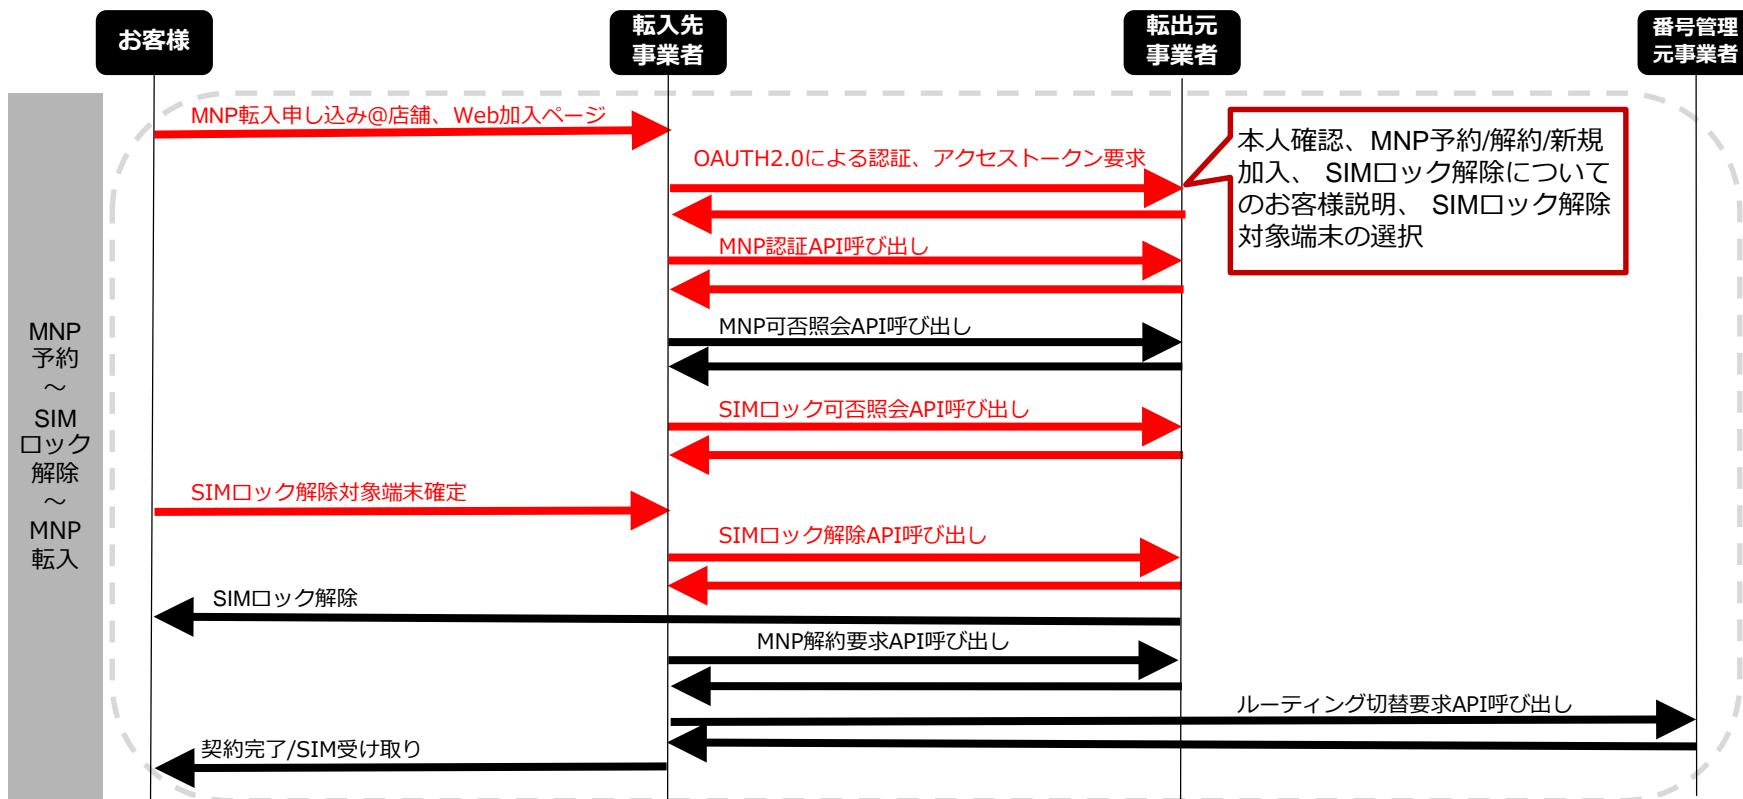 お客様
転入先
事業者
転出元
事業者
番号管理
元事業者
MNP転入申し込み@店舗、Web加入ページ
OAUTH2.0による認証、アクセストークン要求
本人確認、MNP予約/解約/新規
加入、 SIMロック解除について
のお客様説明、 SIMロック解除
対象端末の選択
MNP認証API呼び出し
MNP可否照会API呼び出し
SIMロック可否照会API呼び出し
MNP
予約
～
SIM
ロック
解除
～
MNP
転入
SIMロック解除対象端末確定
SIMロック解除API呼び出し
SIMロック解除
MNP解約要求API呼び出し
ルーティング切替要求API呼び出し
契約完了/SIM受け取り